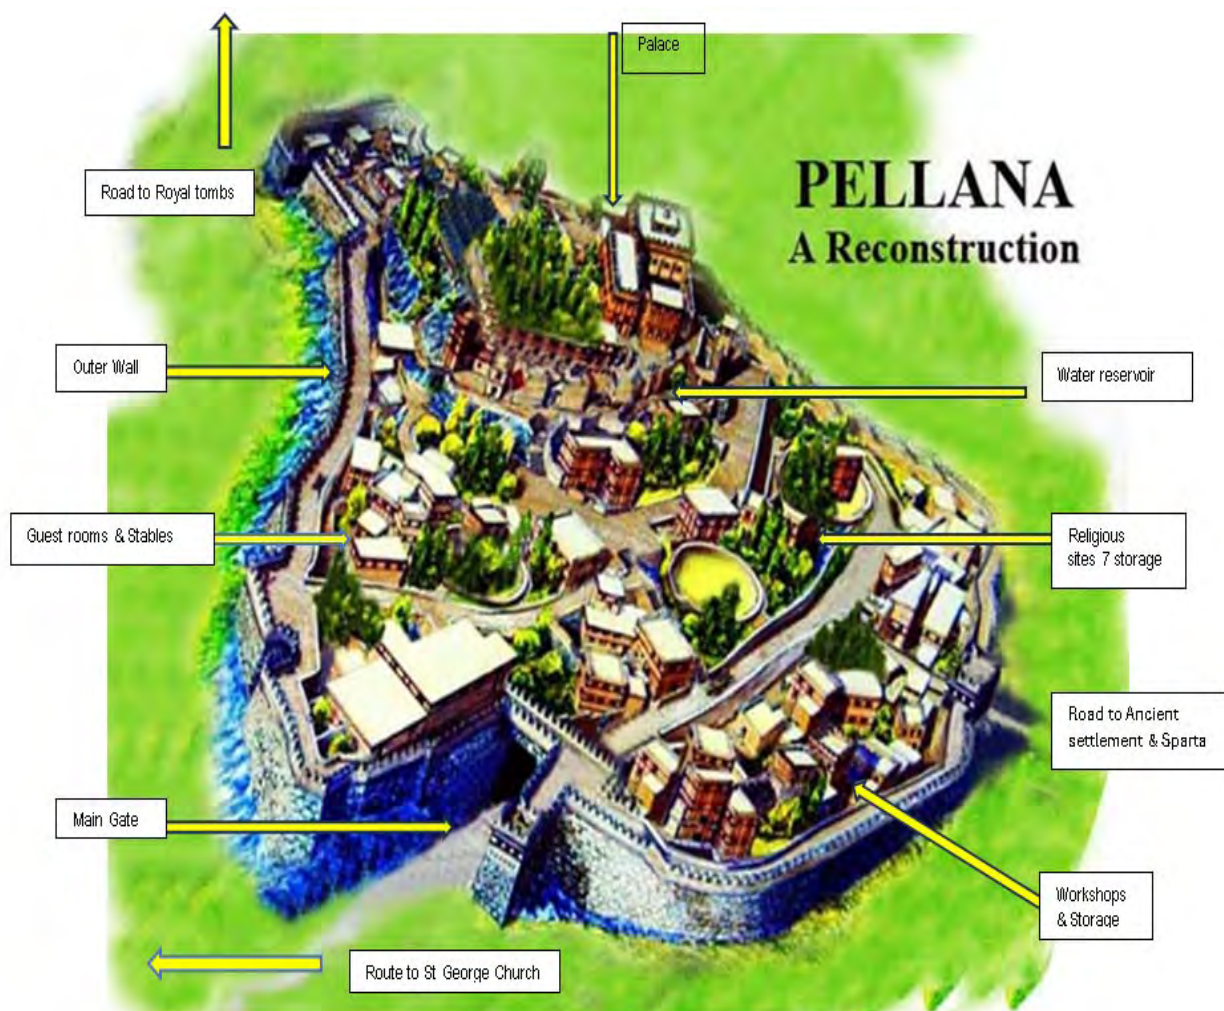 Palace
PELLANA
A Reconstruction
Road to Royal tombs
Outer Wall
Water reservoir
Guest rooms & Stables
Religious
sites 7 storage
Road to Ancient
settlement & Sparta
Main Gate
Workshops
& Storage
Route to St George Church